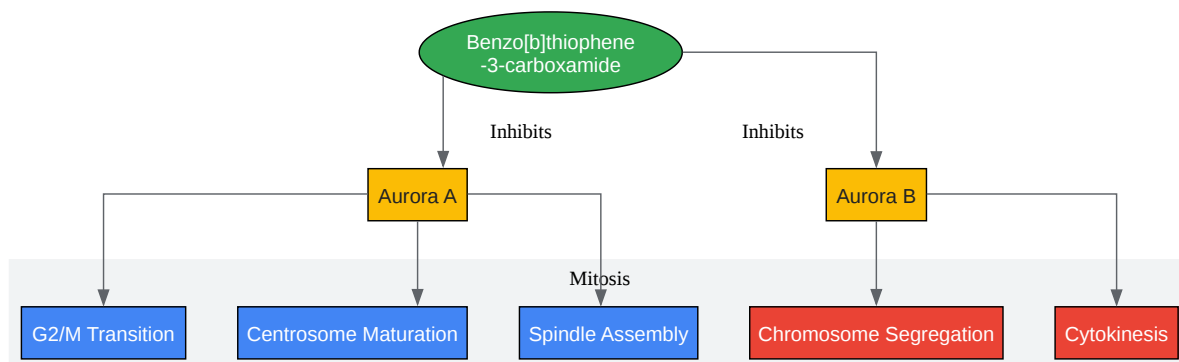 Benzo[b]thiophene
-3-carboxamide
Inhibits
Inhibits
Aurora A
Aurora B
Mitosis
G2/M Transition
Centrosome Maturation
Spindle Assembly
Chromosome Segregation
Cytokinesis